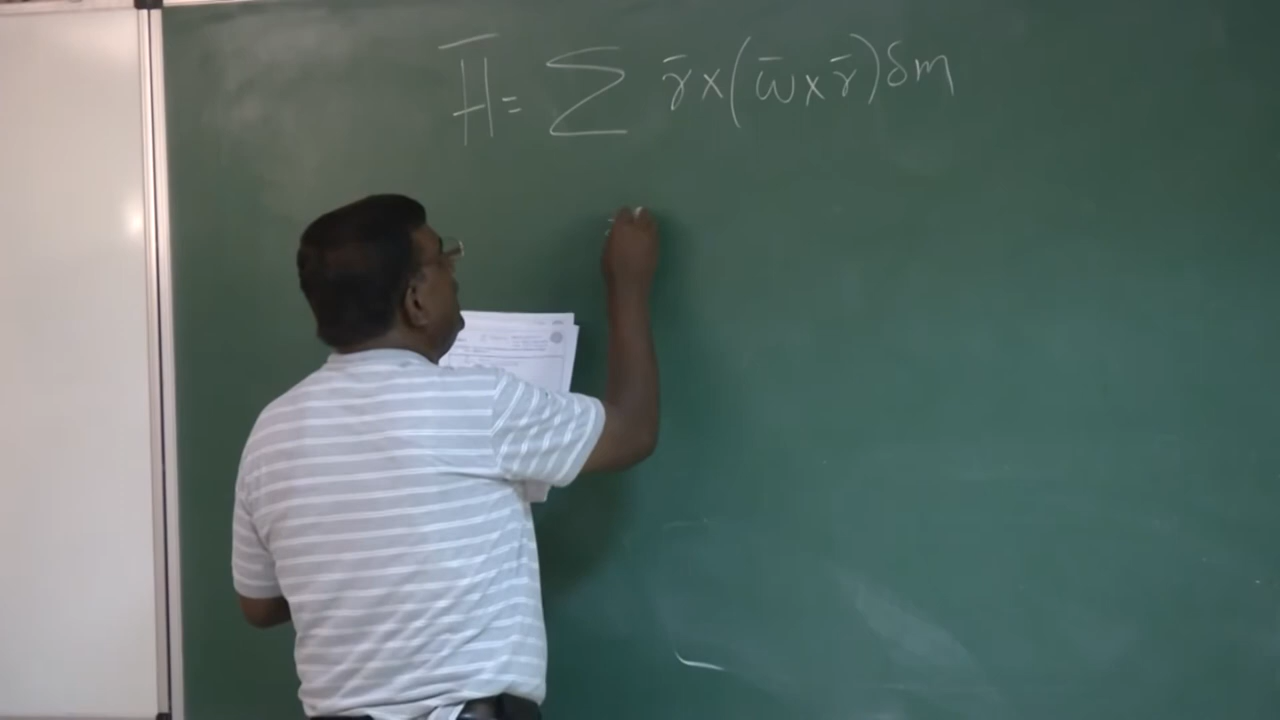 H̅ = ∑ r̅ × (ω̅ × r̅) δm